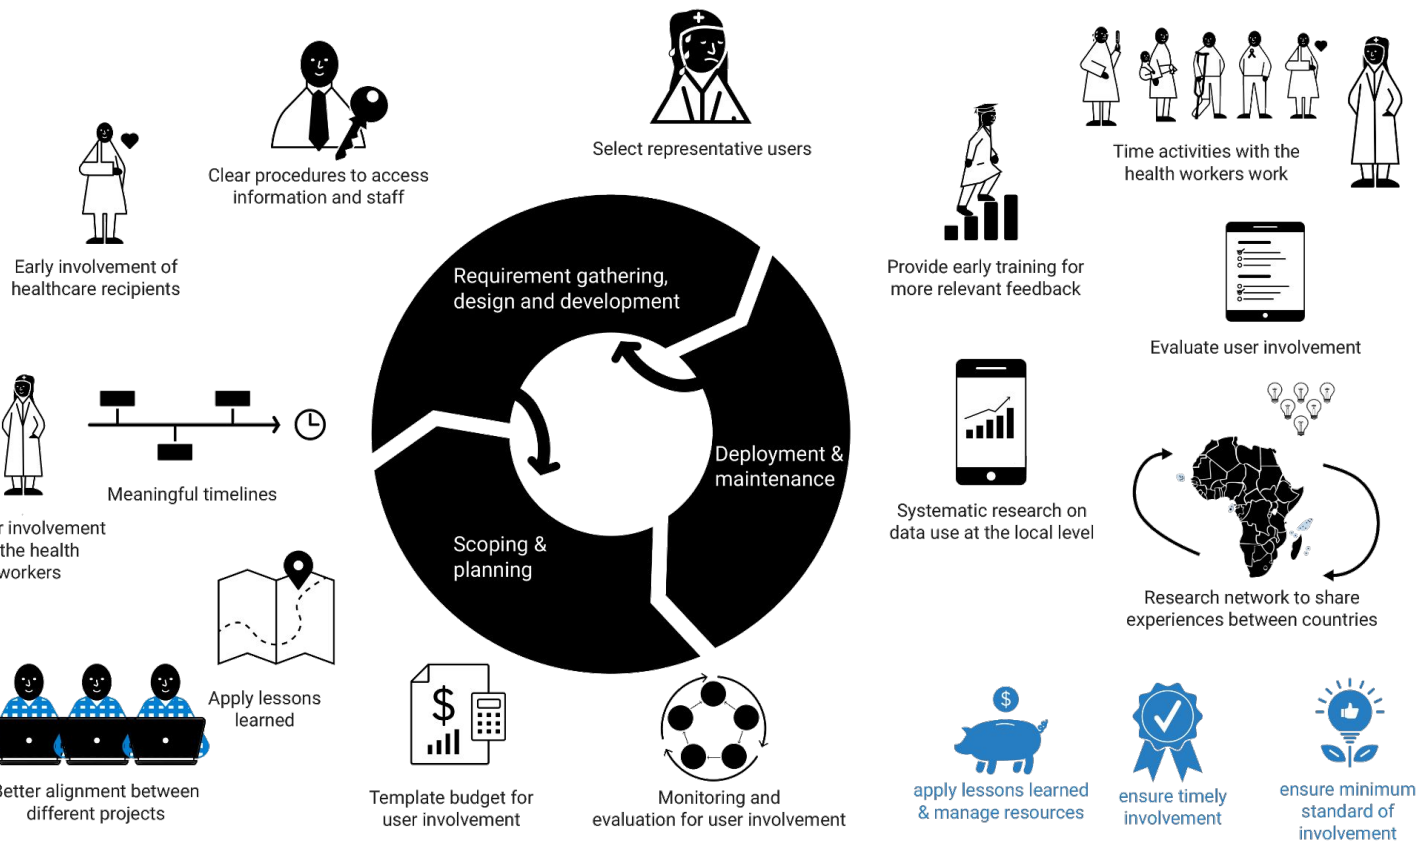 Select representative users
Clear procedures to access
information and staff
Time activities with the
health workers work
Early involvement of
healthcare recipients
Provide early training for
more relevant feedback
Requirement gathering,
design and development
Evaluate user involvement
Deployment &
maintenance
Meaningful timelines
involvement
the health
workers
Systematic research on
data use at the local level
Scoping &
planning
Research network to share
experiences between countries
Apply lessons
learned
$
$
Better alignment between
different projects
Template budget for
user involvement
Monitoring and
evaluation for user involvement
apply lessons learned
& manage resources
ensure timely
involvement
ensure minimum
standard of
involvement